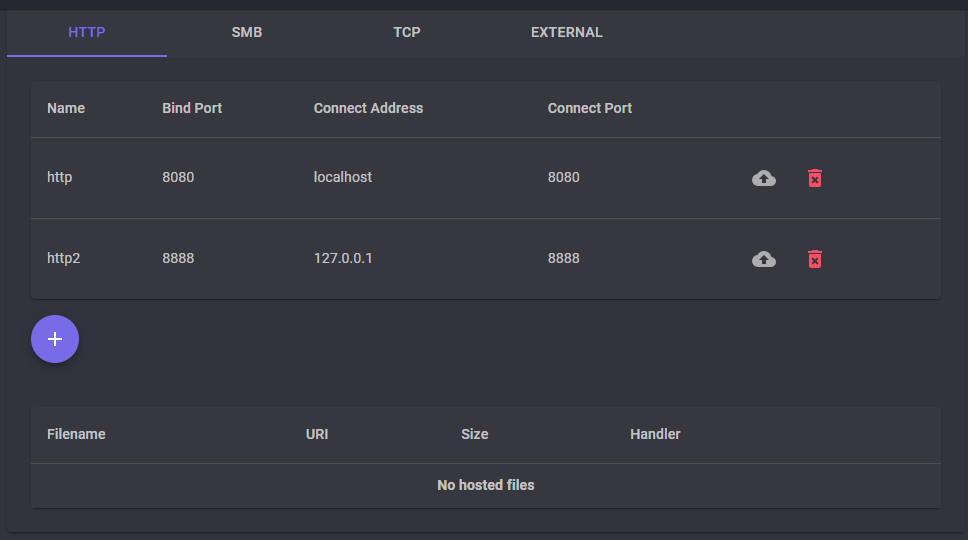 HTTP SMB TCP EXTERNAL
Name Bind Port Connect Address Connect Port
http 8080 localhost 8080
http2 8888 127.0.0.1 8888
Filename URI Size Handler
No hosted files